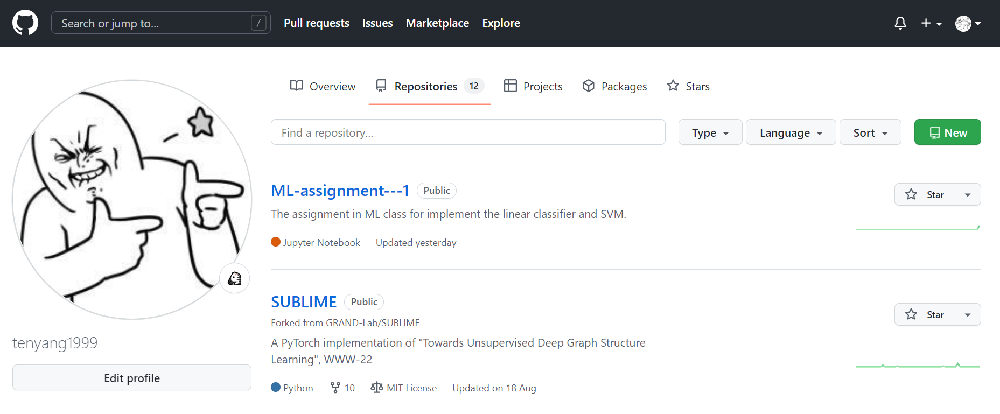 Search or jump to... / Pull requests Issues Marketplace Explore
Overview Repositories 12 Projects Packages Stars
Find a repository... Type Language Sort New
ML-assignment---1 Public
Star
The assignment in ML class for implement the linear classifier and SVM.
Jupyter Notebook Updated yesterday
SUBLIME Public
Star
Forked from GRAND-Lab/SUBLIME
A PyTorch implementation of "Towards Unsupervised Deep Graph Structure
Learning", WWW-22
Python 10 MIT License Updated on 18 Aug
tenyang1999
Edit profile